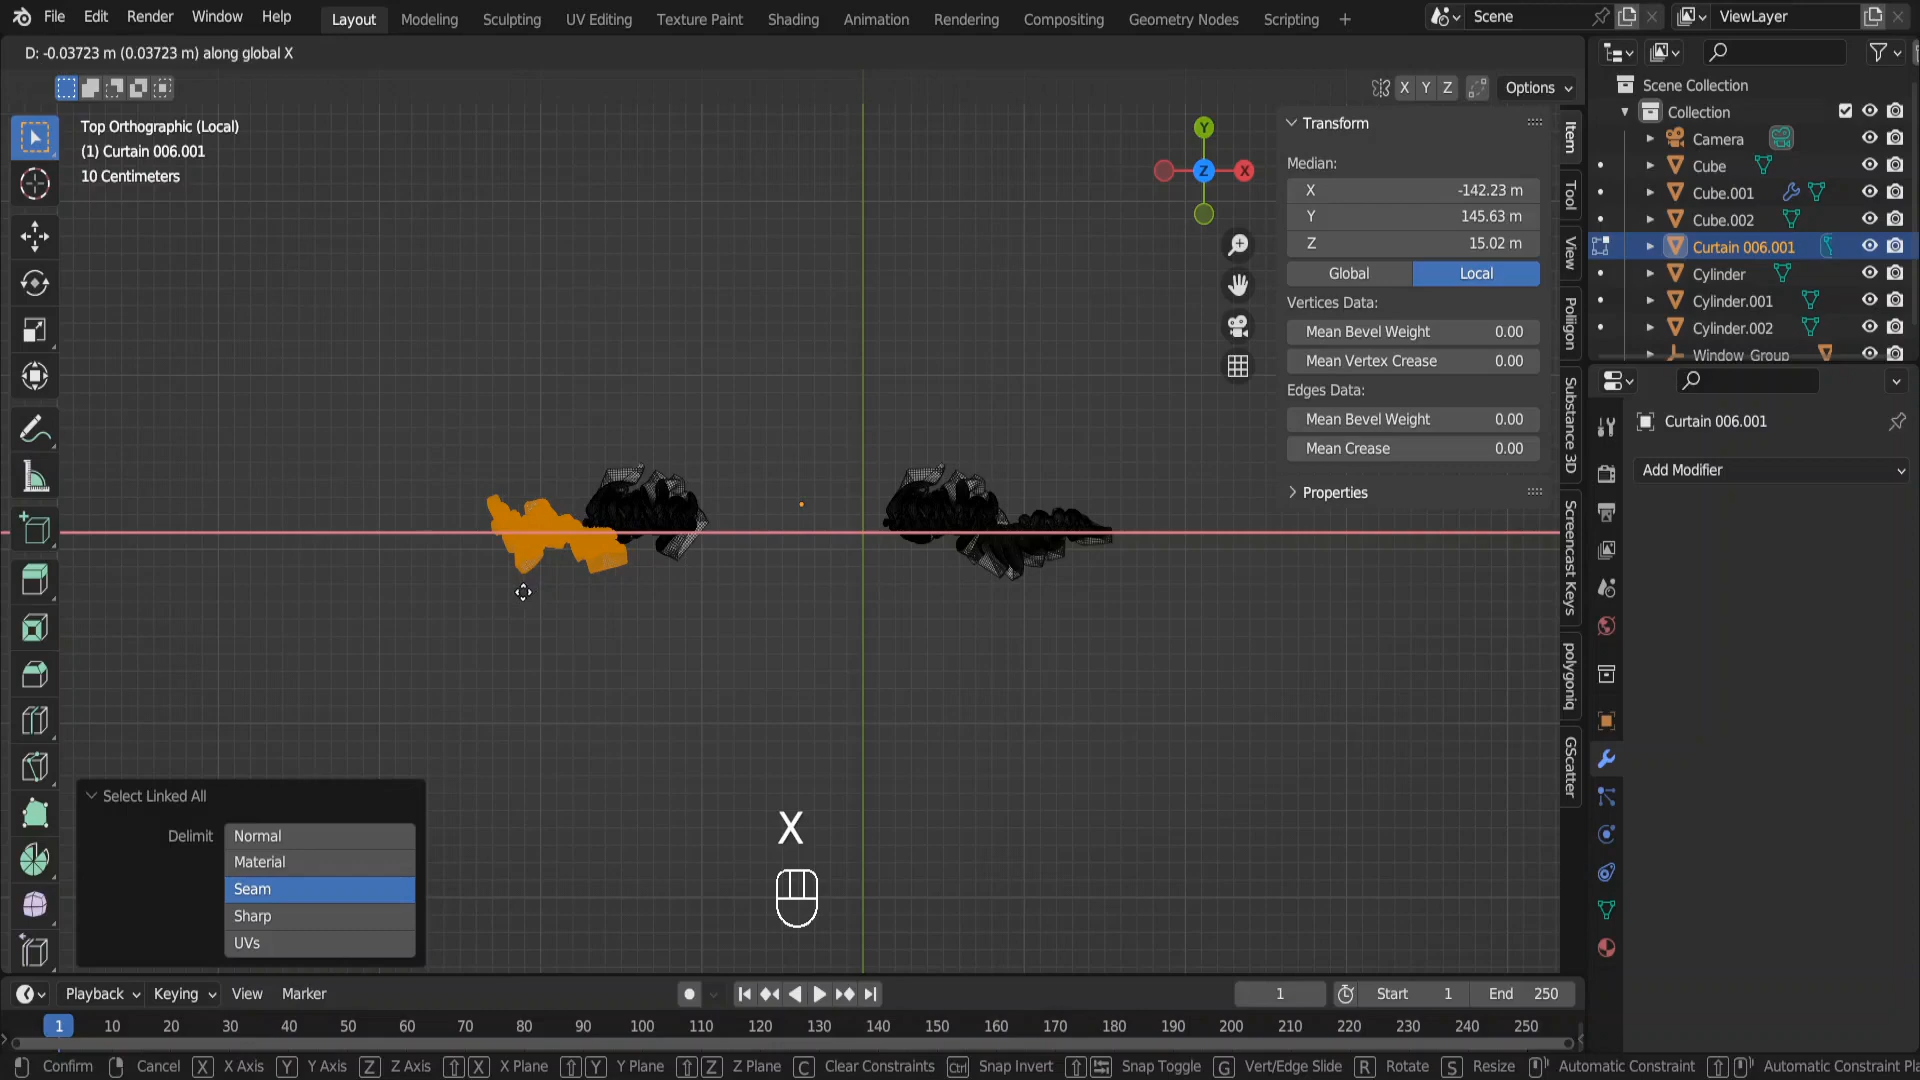 File Edit Render Window Help
Layout Modeling Sculpting UV Editing Texture Paint Shading Animation Rendering Compositing Geometry Nodes Scripting +
Scene
ViewLayer
D: -0.03723 m (0.03723 m) along global X
X Y Z
Options
Top Orthographic (Local)
(1) Curtain 006.001
10 Centimeters
Y
Z
X
Transform
Median:
X -142.23 m
Y 145.63 m
Z 15.02 m
Global Local
Vertices Data:
Mean Bevel Weight 0.00
Mean Vertex Crease 0.00
Edges Data:
Mean Bevel Weight 0.00
Mean Crease 0.00
Properties
Item
Tool
View
Poliigon
Substance 3D
Screencast Keys
polygoniq
GScatter
Scene Collection
Collection
Camera
Cube
Cube.001
Cube.002
Curtain 006.001
Cylinder
Cylinder.001
Cylinder.002
Window Group
Curtain 006.001
Add Modifier
Select Linked All
Delimit
Normal
Material
Seam
Sharp
UVs
X
Playback Keying View Marker
1
Start 1
End 250
1 10 20 30 40 50 60 70 80 90 100 110 120 130 140 150 160 170 180 190 200 210 220 230 240 250
Confirm Cancel X X Axis Y Y Axis Z Z Axis X X Plane Y Y Plane Z Z Plane C Clear Constraints Ctrl Snap Invert Snap Toggle G Vert/Edge Slide R Rotate S Resize Automatic Constraint Automatic Constraint Pla